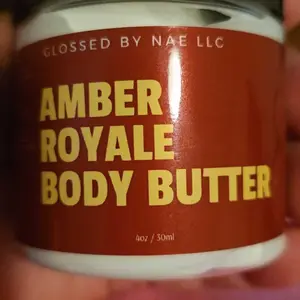 GLOSSED BY NAE LLC
AMBER
ROYALE
BODY BUTTER
4oz / 30ml